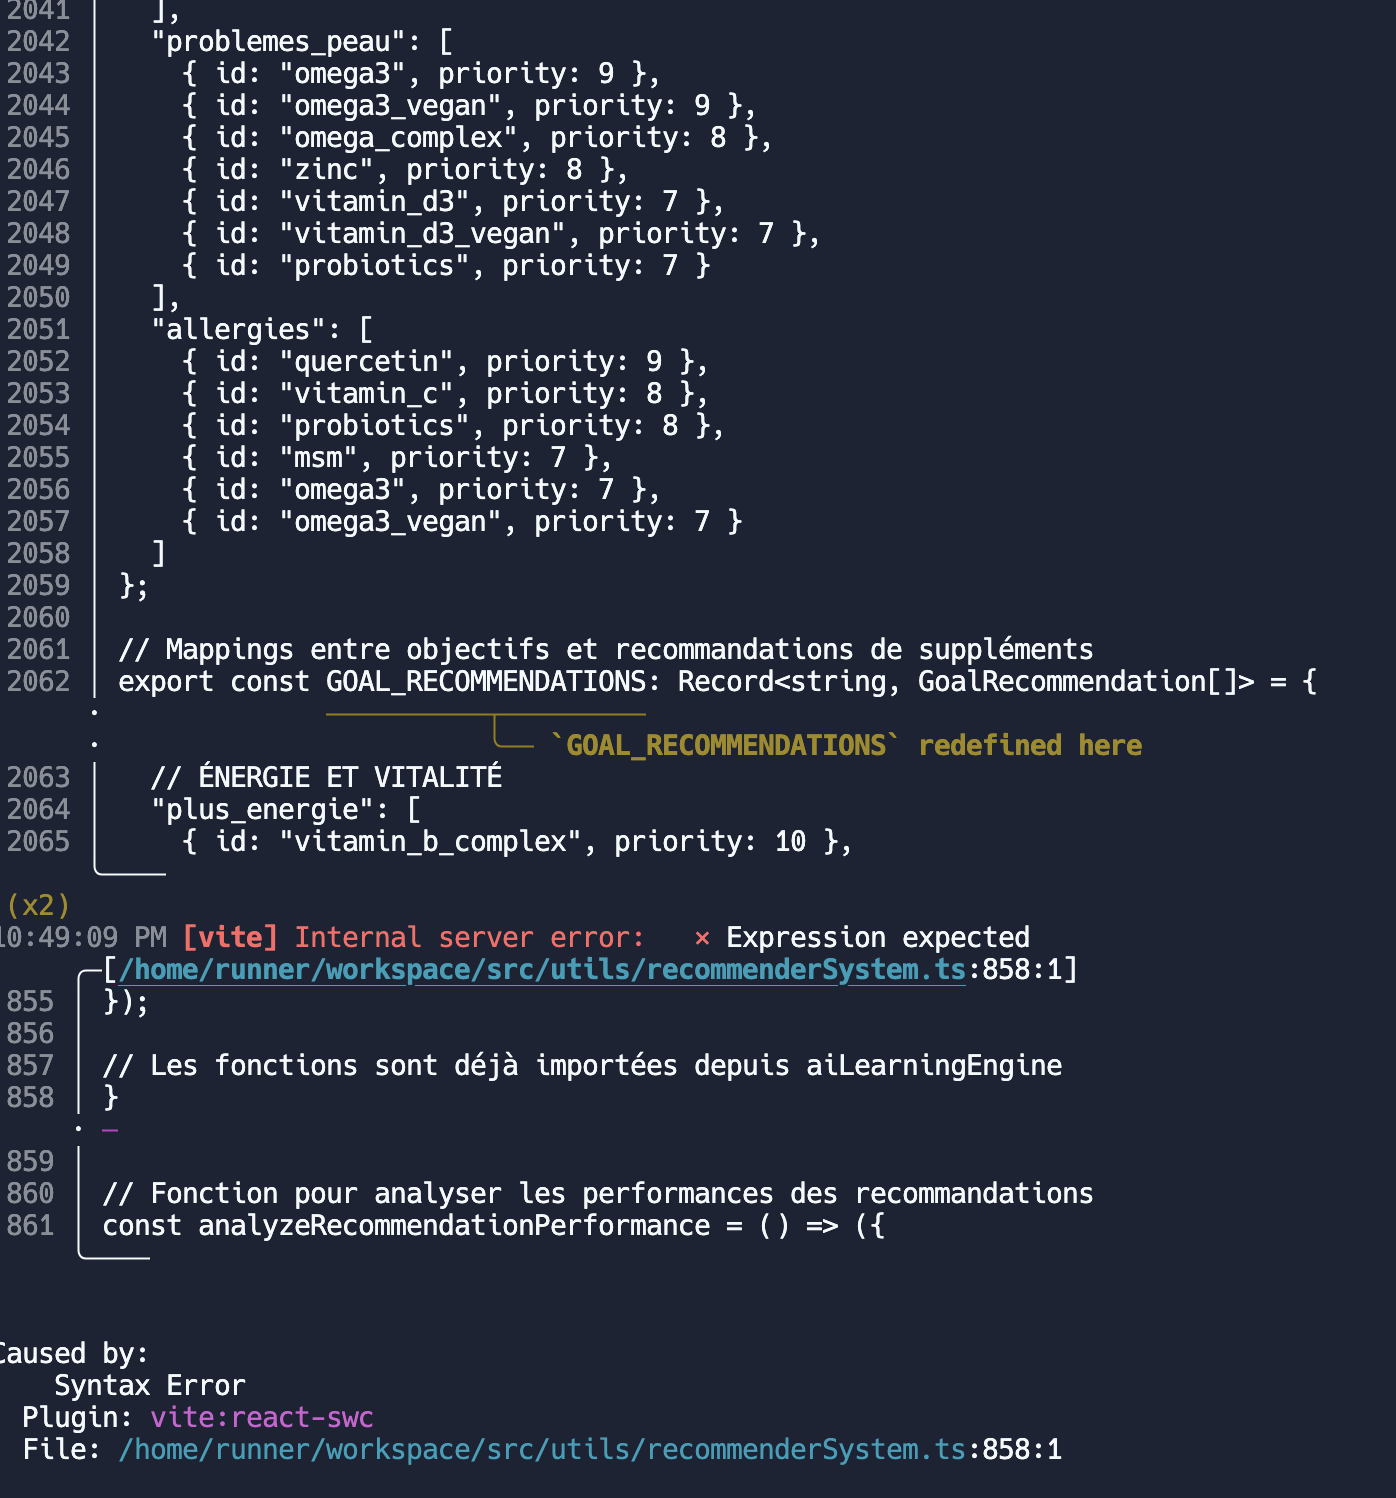 2041 ],
2042 "problemes_peau": [
2043 { id: "omega3", priority: 9 },
2044 { id: "omega3_vegan", priority: 9 },
2045 { id: "omega_complex", priority: 8 },
2046 { id: "zinc", priority: 8 },
2047 { id: "vitamin_d3", priority: 7 },
2048 { id: "vitamin_d3_vegan", priority: 7 },
2049 { id: "probiotics", priority: 7 }
2050 ],
2051 "allergies": [
2052 { id: "quercetin", priority: 9 },
2053 { id: "vitamin_c", priority: 8 },
2054 { id: "probiotics", priority: 8 },
2055 { id: "msm", priority: 7 },
2056 { id: "omega3", priority: 7 },
2057 { id: "omega3_vegan", priority: 7 }
2058 ]
2059 };
2060
2061 // Mappings entre objectifs et recommandations de suppléments
2062 export const GOAL_RECOMMENDATIONS: Record<string, GoalRecommendation[]> = {
`GOAL_RECOMMENDATIONS` redefined here
2063 // ÉNERGIE ET VITALITÉ
2064 "plus_energie": [
2065 { id: "vitamin_b_complex", priority: 10 },
(x2)
10:49:09 PM [vite] Internal server error: × Expression expected
[/home/runner/workspace/src/utils/recommenderSystem.ts:858:1]
855 });
856
857 // Les fonctions sont déjà importées depuis aiLearningEngine
858 }
859
860 // Fonction pour analyser les performances des recommandations
861 const analyzeRecommendationPerformance = () => ({
Caused by:
Syntax Error
Plugin: vite:react-swc
File: /home/runner/workspace/src/utils/recommenderSystem.ts:858:1